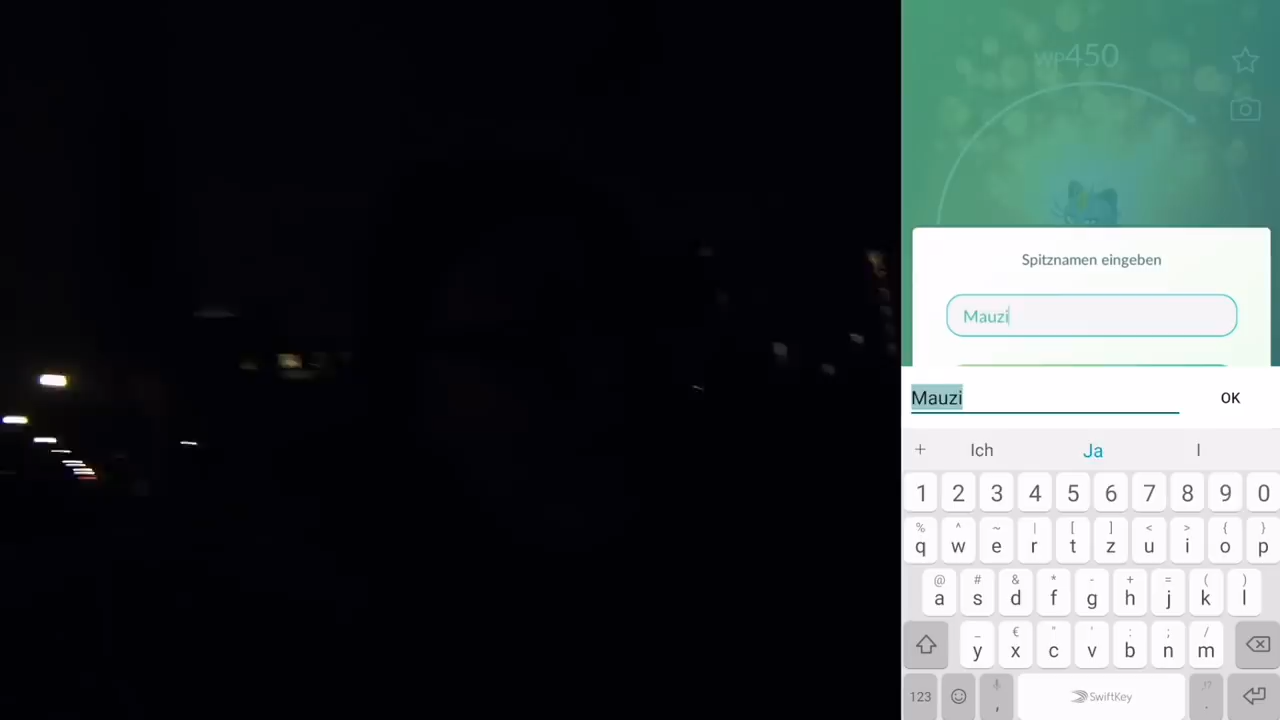 WP450
Spitznamen eingeben
Mauzi
Mauzi OK
+ Ich Ja I
1 2 3 4 5 6 7 8 9 0
% ^ ~ | [ ] < > { }
q w e r t z u i o p
@ # & * - + = ( )
a s d f g h j k l
_ € " ' : ; /
y x c v b n m
!?
123 , SwiftKey .